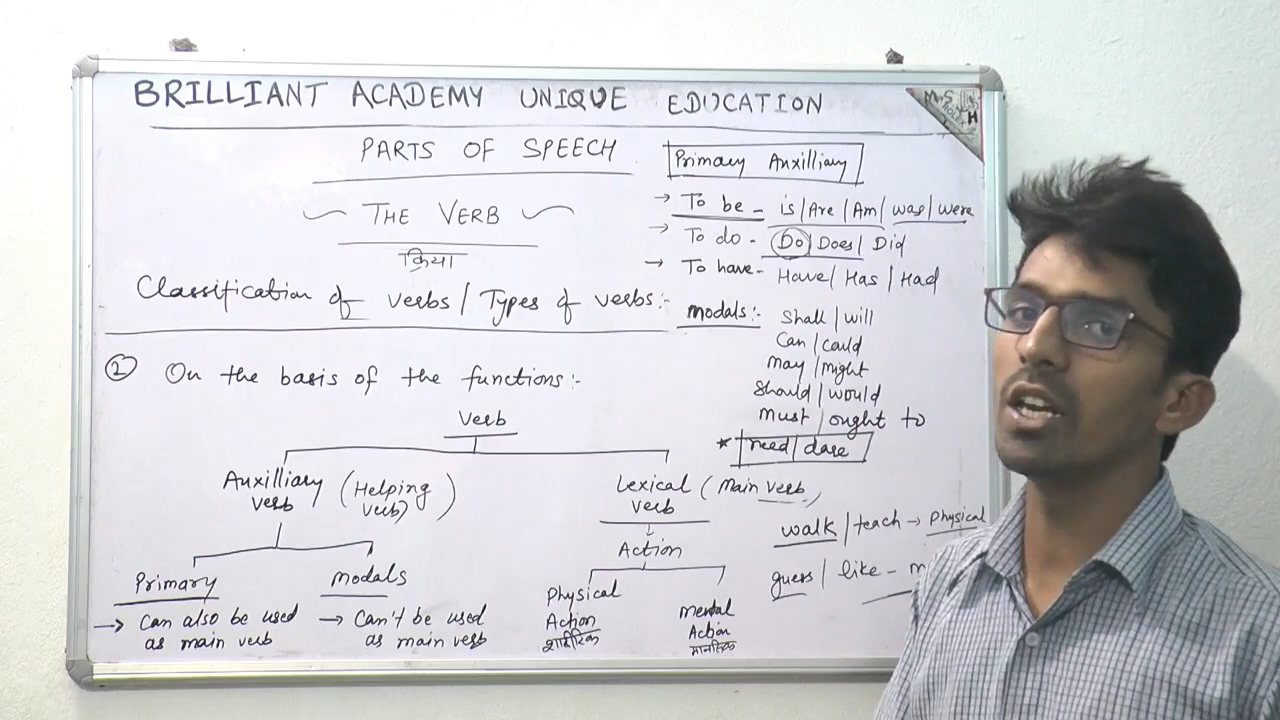 BRILLIANT ACADEMY UNIQUE EDUCATION
PARTS OF SPEECH
THE VERB
क्रिया
Classification of verbs / Types of verbs:-
Primary Auxilliary
→ To be - is/Are/Am/was/were
→ To do - Do/Does/Did
→ To have - Have/Has/Had
modals:- Shall/will
Can/could
may/might
should/would
must/ought to
* need/dare
② On the basis of the functions:-
Verb
Auxilliary verb (Helping verb)
Lexical verb (main verb)
Action
Primary
→ Can also be used
as main verb
modals
→ Can't be used
as main verb
Physical
Action
शारीरिक
mental
Action
मानसिक
walk/teach → Physical
guess/like -
M.S
H